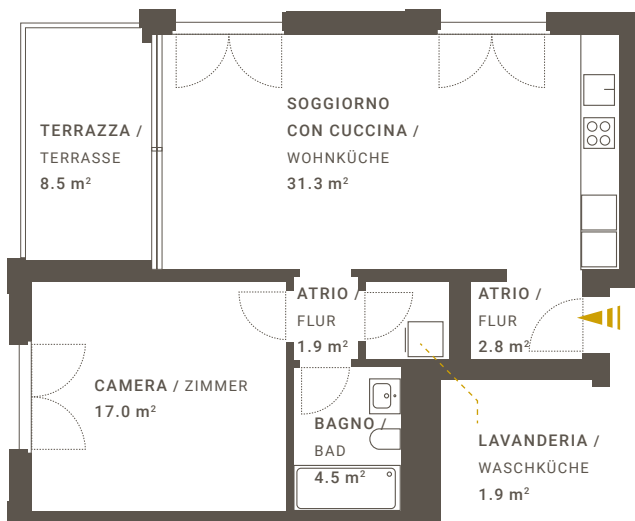 TERRAZZA /
TERRASSE
8.5 m²
SOGGIORNO
CON CUCCINA /
WOHNKÜCHE
31.3 m²
ATRIO /
FLUR
1.9 m²
ATRIO /
FLUR
2.8 m²
CAMERA / ZIMMER
17.0 m²
BAGNO /
BAD
4.5 m²
LAVANDERIA /
WASCHKÜCHE
1.9 m²